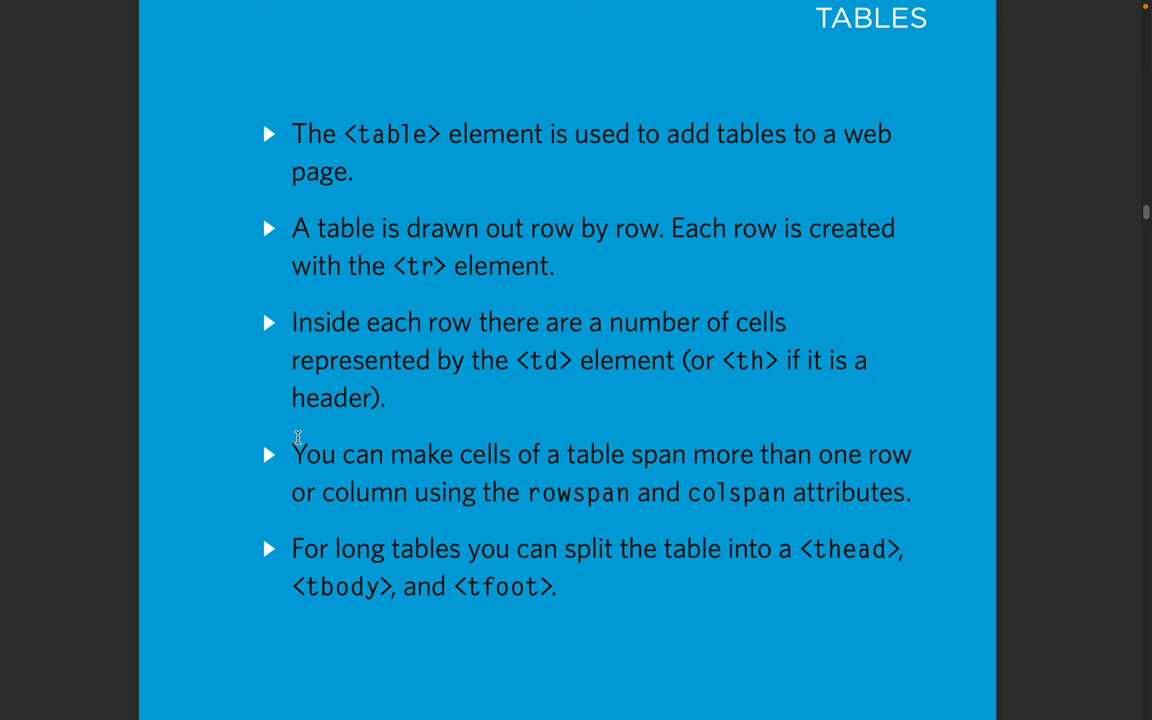 TABLES
The <table> element is used to add tables to a web
page.
A table is drawn out row by row. Each row is created
with the <tr> element.
Inside each row there are a number of cells
represented by the <td> element (or <th> if it is a
header).
You can make cells of a table span more than one row
or column using the rowspan and colspan attributes.
For long tables you can split the table into a <thead>,
<tbody>, and <tfoot>.